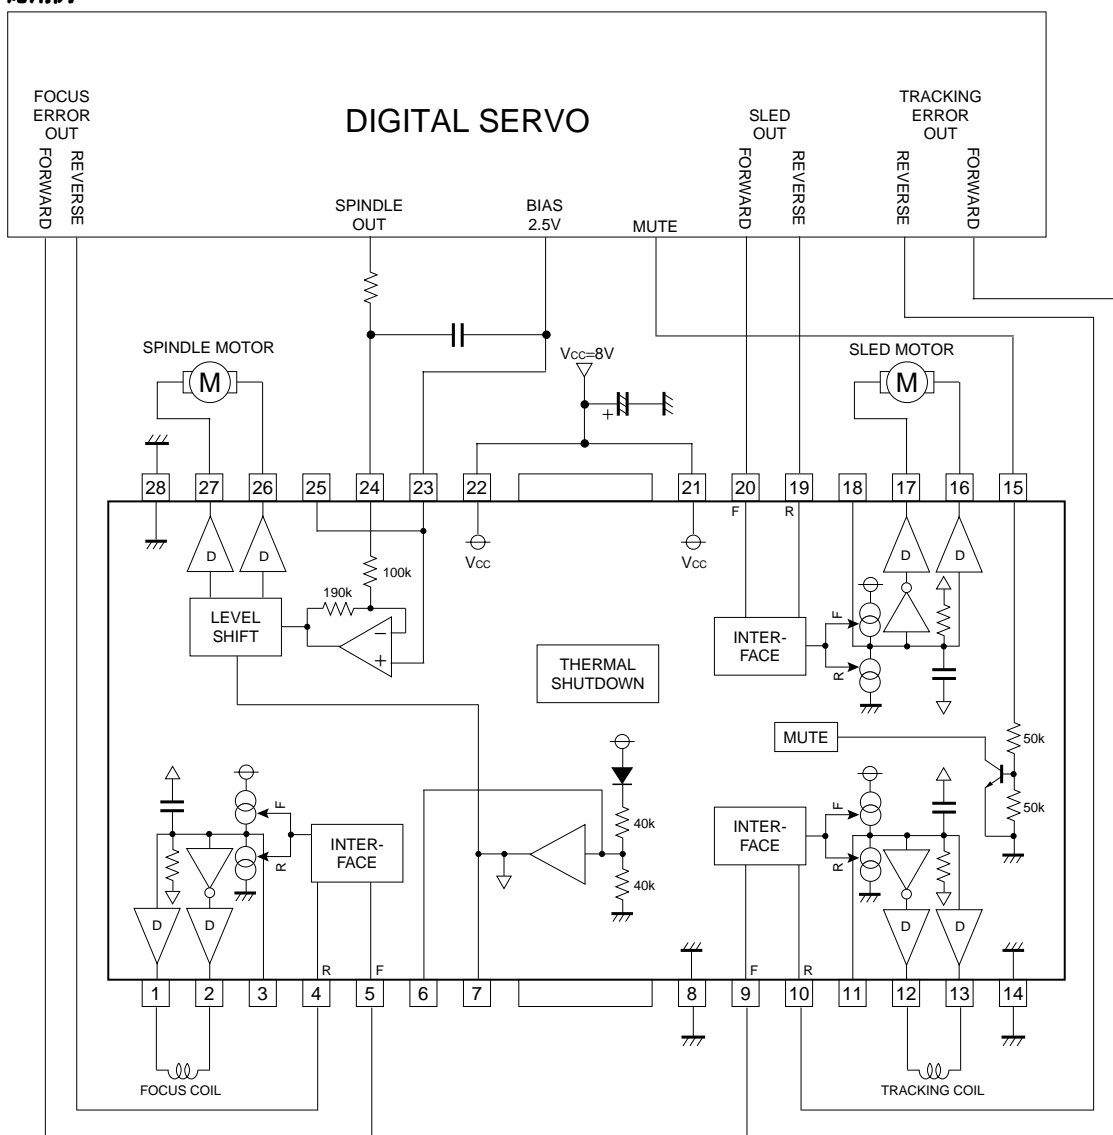 FOCUS
ERROR
OUT
FORWARD
REVERSE
DIGITAL SERVO
SPINDLE
OUT
BIAS
2.5V
MUTE
SLED
OUT
FORWARD
REVERSE
TRACKING
ERROR
OUT
REVERSE
FORWARD
SPINDLE MOTOR
M
VCC=8V
+
SLED MOTOR
M
28
27
26
25
24
23
22
21
20
19
18
17
16
15
F
R
VCC
VCC
D
D
D
D
100k
190k
LEVEL
SHIFT
−
+
THERMAL
SHUTDOWN
INTER-
FACE
F
R
MUTE
50k
50k
F
R
INTER-
FACE
40k
40k
INTER-
FACE
F
R
D
D
D
D
R
F
F
R
1
2
3
4
5
6
7
8
9
10
11
12
13
14
FOCUS COIL
TRACKING COIL